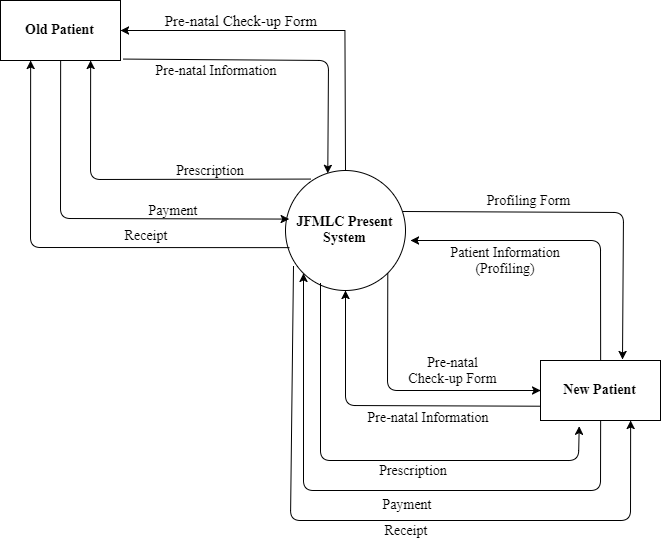 Pre-natal Check-up Form
Old Patient
Pre-natal Information
Prescription
Payment
Receipt
JFMLC Present
System
Profiling Form
Patient Information
(Profiling)
Pre-natal
Check-up Form
New Patient
Pre-natal Information
Prescription
Payment
Receipt